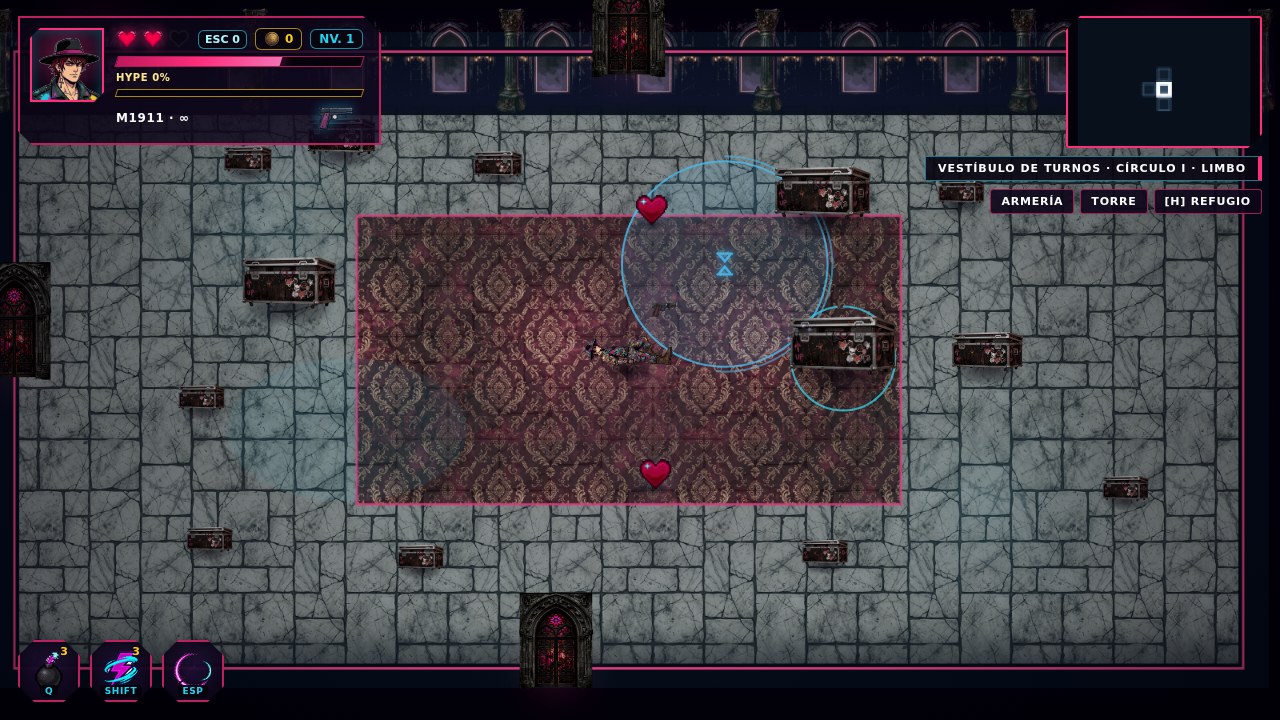 ESC 0
0
NV. 1
HYPE 0%
M1911 · ∞
VESTÍBULO DE TURNOS · CÍRCULO I · LIMBO
ARMERÍA
TORRE
[H] REFUGIO
3
Q
3
SHIFT
ESP